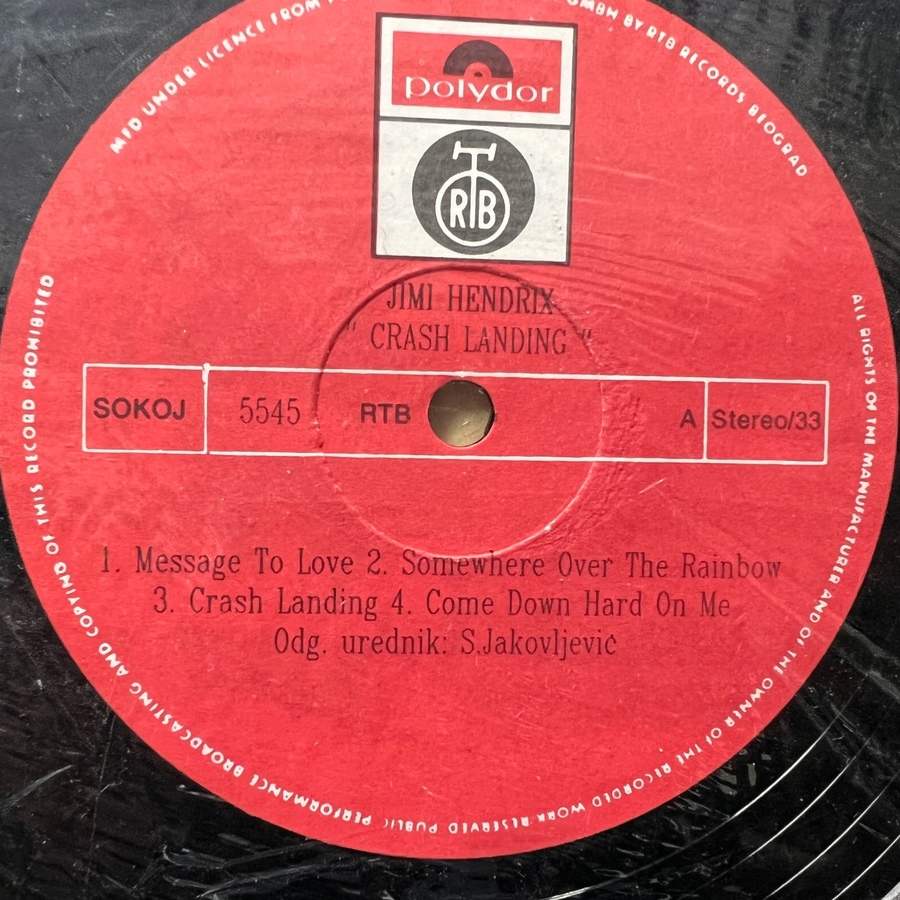 MFD UNDER LICENCE FROM
GMBH BY RTB RECORDS BEOGRAD
polydor
RTB
JIMI HENDRIX
" CRASH LANDING "
SOKOJ 5545 RTB A Stereo/33
1. Message To Love 2. Somewhere Over The Rainbow
3. Crash Landing 4. Come Down Hard On Me
Odg. urednik: S.Jakovljević
ALL RIGHTS OF THE MANUFACTURER AND OF THE OWNER OF THE RECORDED WORK RESERVED PUBLIC PERFORMANCE BROADCASTING AND COPYING OF THIS RECORD PROHIBITED